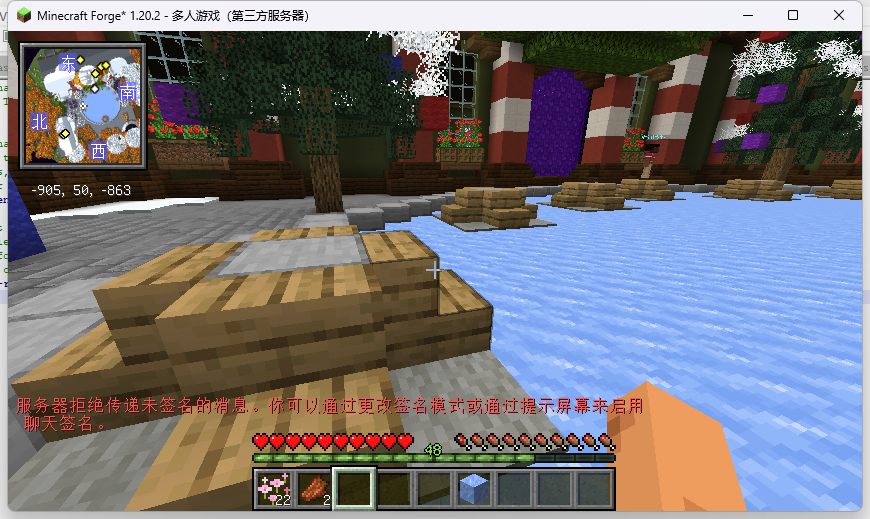 Minecraft Forge* 1.20.2 - 多人游戏（第三方服务器）
东
南
北
西
-905, 50, -863
服务器拒绝传递未签名的消息。你可以通过更改签名模式或通过提示屏幕来启用
聊天签名。
48
22
2